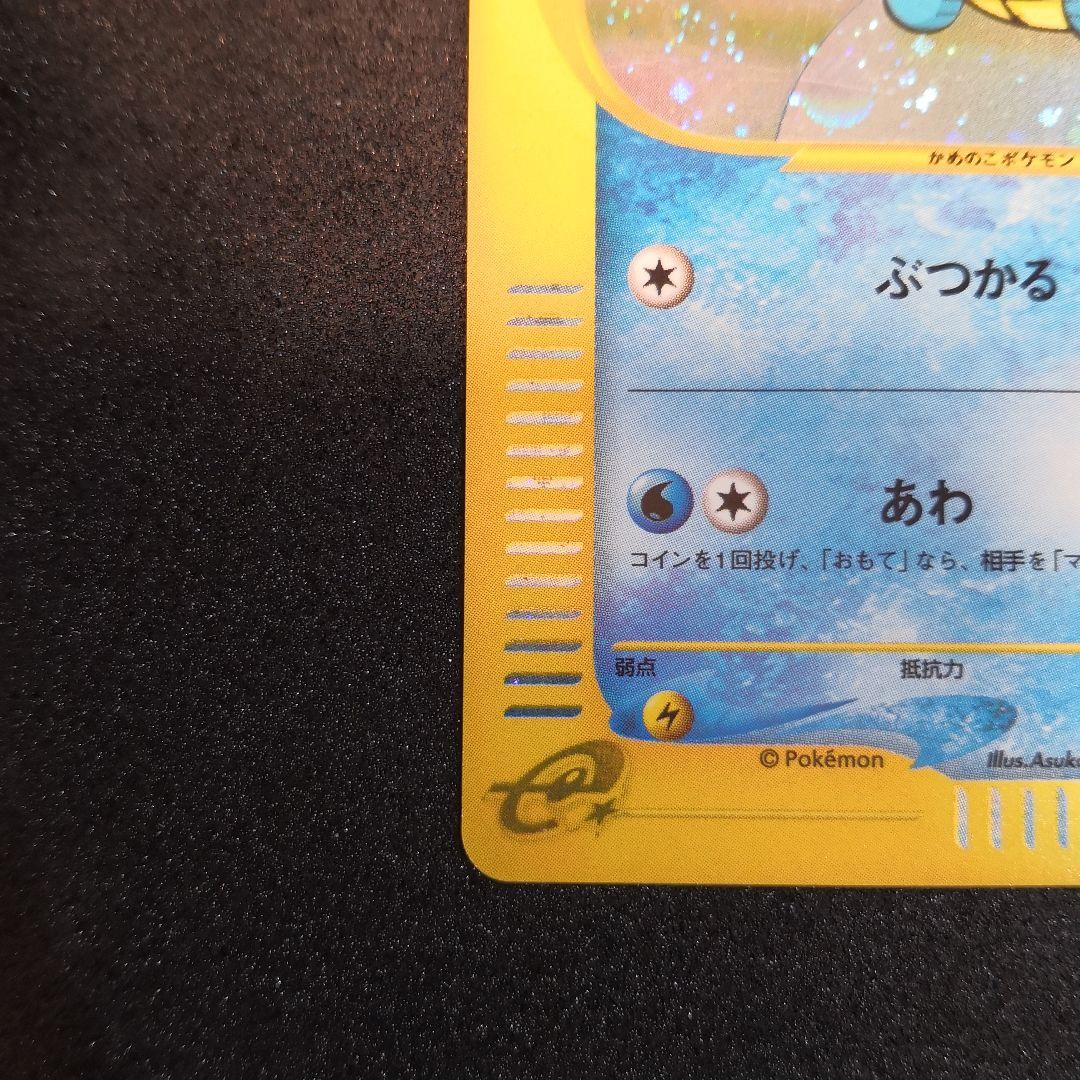 かめのこポケモン
ぶつかる
あわ
コインを1回投げ、「おもて」なら、相手を「マ
弱点 抵抗力
© Pokémon Illus.Asuka
e